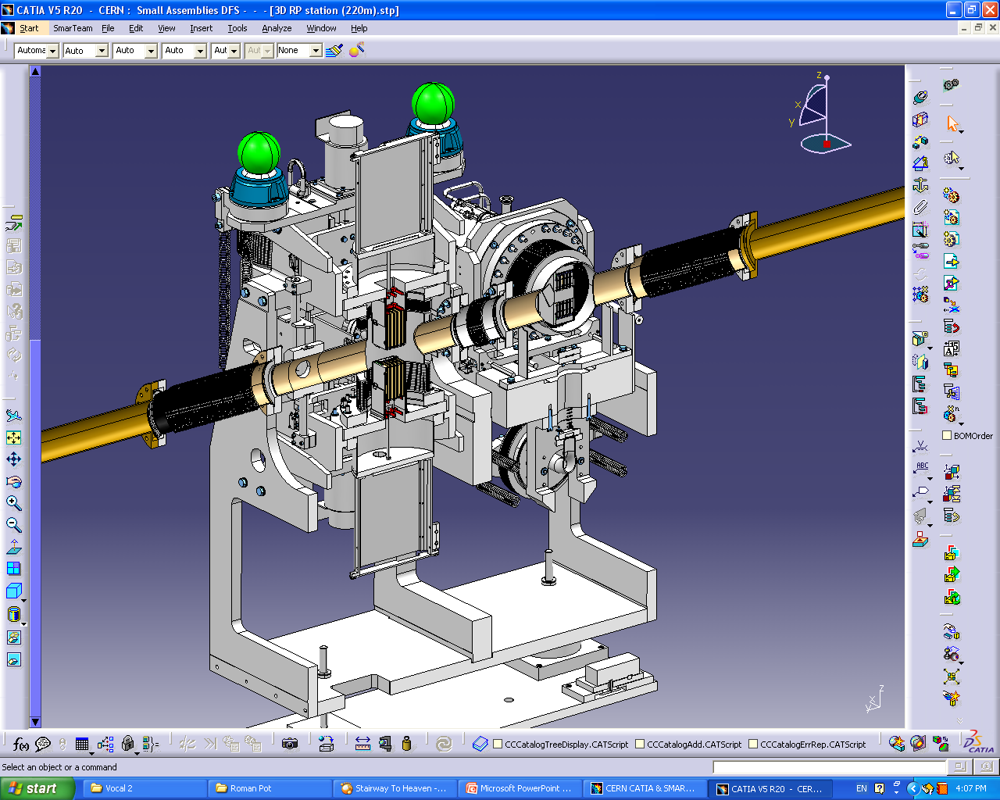 CATIA V5 R20 - CERN : Small Assemblies DFS - - - [3D RP station (220m).stp]
Start SmarTeam File Edit View Insert Tools Analyze Window Help
Automa Auto Auto Auto Aut Aut None
z
x
y
BOMOrder
ABC
z
x
y
f(x)
CCCatalogTreeDisplay.CATScript CCCatalogAdd.CATScript CCCatalogErrRep.CATScript
CATIA
Select an object or a command
start Vocal 2 Roman Pot Stairway To Heaven -... Microsoft PowerPoint ... CERN CATIA & SMAR... CATIA V5 R20 - CER... EN 4:07 PM